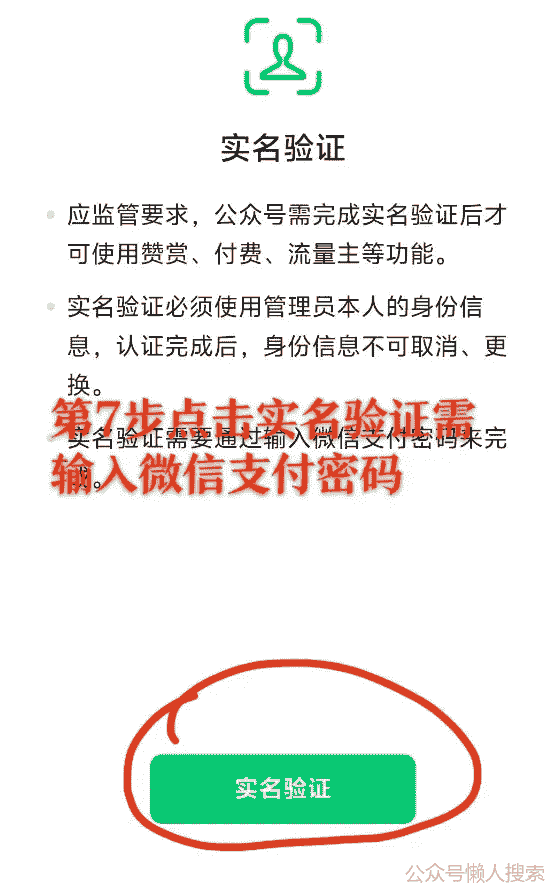 实名验证
应监管要求，公众号需完成实名验证后才
可使用赞赏、付费、流量主等功能。
实名验证必须使用管理员本人的身份信
息，认证完成后，身份信息不可取消、更
换。
第7步点击实名验证需
实名验证需要通过输入微信支付密码来完
输入微信支付密码
成。
实名验证
公众号懒人搜索